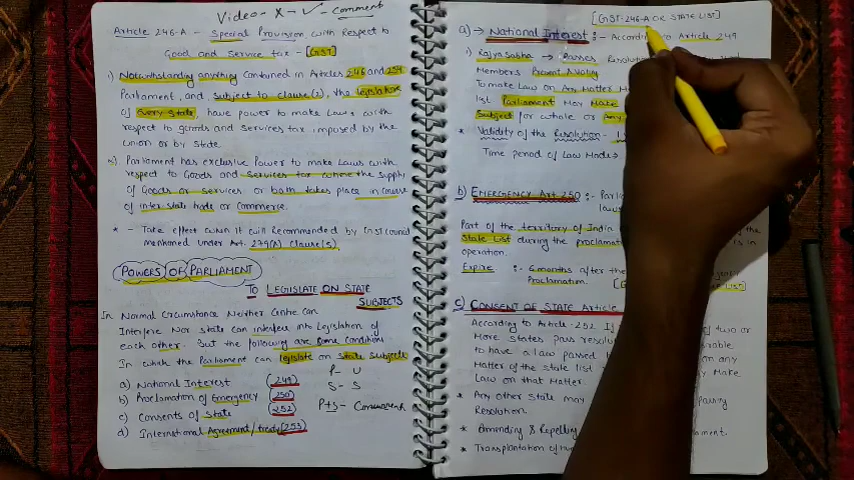 Video - X - ✓ - Comment
Article 246-A - Special Provision with Respect to
Good and Service tax - [GST]
i) Notwithstanding anything Contained in Articles 246 and 254
Parliament, and subject to clause(2), the legislature
of every state, have power to make Laws with
respect to goods and services tax imposed by the
union or by state.
Parliament has exclusive Power to make Laws with
respect to Goods and Services tax where the supply
of Goods or services or both takes place in course
of inter state trade or commerce.
* - Take effect when it will Recommended by GST council
Mentioned under Art. 279(A) Clause(5)
POWERS OF PARLIAMENT
TO LEGISLATE ON STATE
SUBJECTS
In Normal Circumstance Neither Centre can
Interfere Nor state can interfere into Legislation of
each other. But the following are some conditions
In which the Parliament can legislate on state subjects
a) National Interest (249)
b) Proclamation of Emergency (250)
c) Consents of State (252)
d) International Agreement/treaty (253)
P - U
S - S
P+S - Concurrent
[GST-246-A OR STATE LIST]
a) → National Interest :- According to Article 249
i) Rajya Sabha → Passes Resolution
Members Present & Voting
To make Law on Any Matter
list Parliament May Make
Subject for whole or Any
* Validity of the Resolution - 1
Time period of Law Made →
b) EMERGENCY Art 250 :-
Part of the territory of India
State List during the proclamation is in
operation.
Expire :- 6 months after the
Proclamation.
LIST]
c) CONSENT OF STATE Article
According to Article-252 If of two or
More states pass
to have a law passed on any
Matter of the state list Make
Law on that Matter.
* Any other State may passing
Resolution.
* Amending & Repelling
* Transplantation of